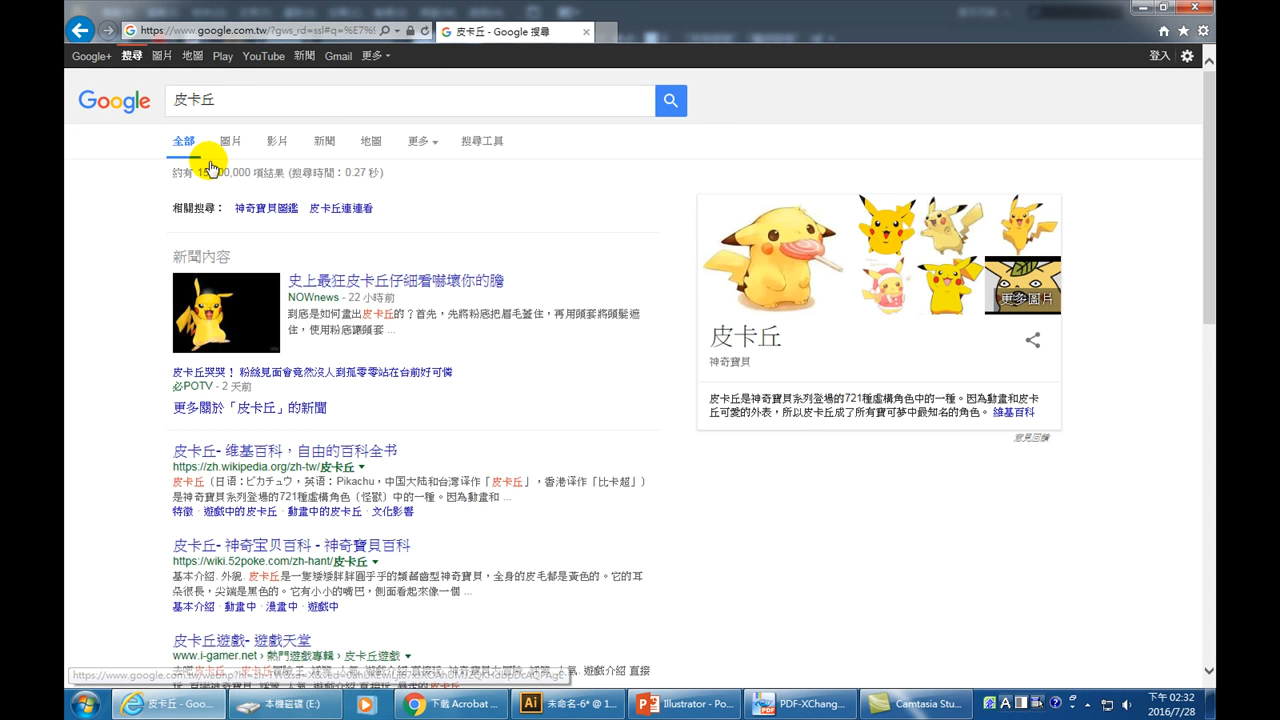 https://www.google.com.tw/?gws_rd=ssl#q=%E7%
皮卡丘 - Google 搜尋
Google+ 搜尋 圖片 地圖 Play YouTube 新聞 Gmail 更多
登入
Google
皮卡丘
全部 圖片 影片 新聞 地圖 更多 搜尋工具
約有 00,000 項結果 (搜尋時間:0.27 秒)
相關搜尋: 神奇寶貝圖鑑 皮卡丘連連看
新聞內容
史上最狂皮卡丘仔細看嚇壞你的膽
NOWnews - 22 小時前
到底是如何畫出皮卡丘的?首先,先將粉底把眉毛蓋住,再用頭套將頭髮遮
住,使用粉底讓頭套 ...
皮卡丘哭哭! 粉絲見面會竟然沒人到孤零零站在台前好可憐
必POTV - 2 天前
更多關於「皮卡丘」的新聞
皮卡丘- 维基百科,自由的百科全书
https://zh.wikipedia.org/zh-tw/皮卡丘
皮卡丘(日语:ピカチュウ,英语:Pikachu,中国大陆和台灣译作「皮卡丘」,香港译作「比卡超」)
是神奇寶貝系列登場的721種虛構角色(怪獸)中的一種。因為動畫和 ...
特徵 · 遊戲中的皮卡丘 · 動畫中的皮卡丘 · 文化影響
皮卡丘- 神奇宝贝百科 - 神奇寶貝百科
https://wiki.52poke.com/zh-hant/皮卡丘
基本介紹. 外貌. 皮卡丘是一隻矮矮胖胖圓乎乎的類囓齒型神奇寶貝,全身的皮毛都是黃色的。它的耳
朵很長,尖端是黑色的。它有小小的嘴巴,側面看起來像一個 ...
基本介紹 · 動畫中 · 漫畫中 · 遊戲中
皮卡丘遊戲- 遊戲天堂
www.i-gamer.net › 熱門遊戲專輯 › 皮卡丘遊戲
更多圖片
皮卡丘
神奇寶貝
皮卡丘是神奇寶貝系列登場的721種虛構角色中的一種。因為動畫和皮卡
丘可愛的外表,所以皮卡丘成了所有寶可夢中最知名的角色。 維基百科
意見回饋
皮卡丘 - Goo...
本機磁碟 (E:)
下載 Acrobat ...
Ai 未命名-6* @ 1...
Illustrator - Po...
PDF-XChang...
Camtasia Stu...
下午 02:32
2016/7/28